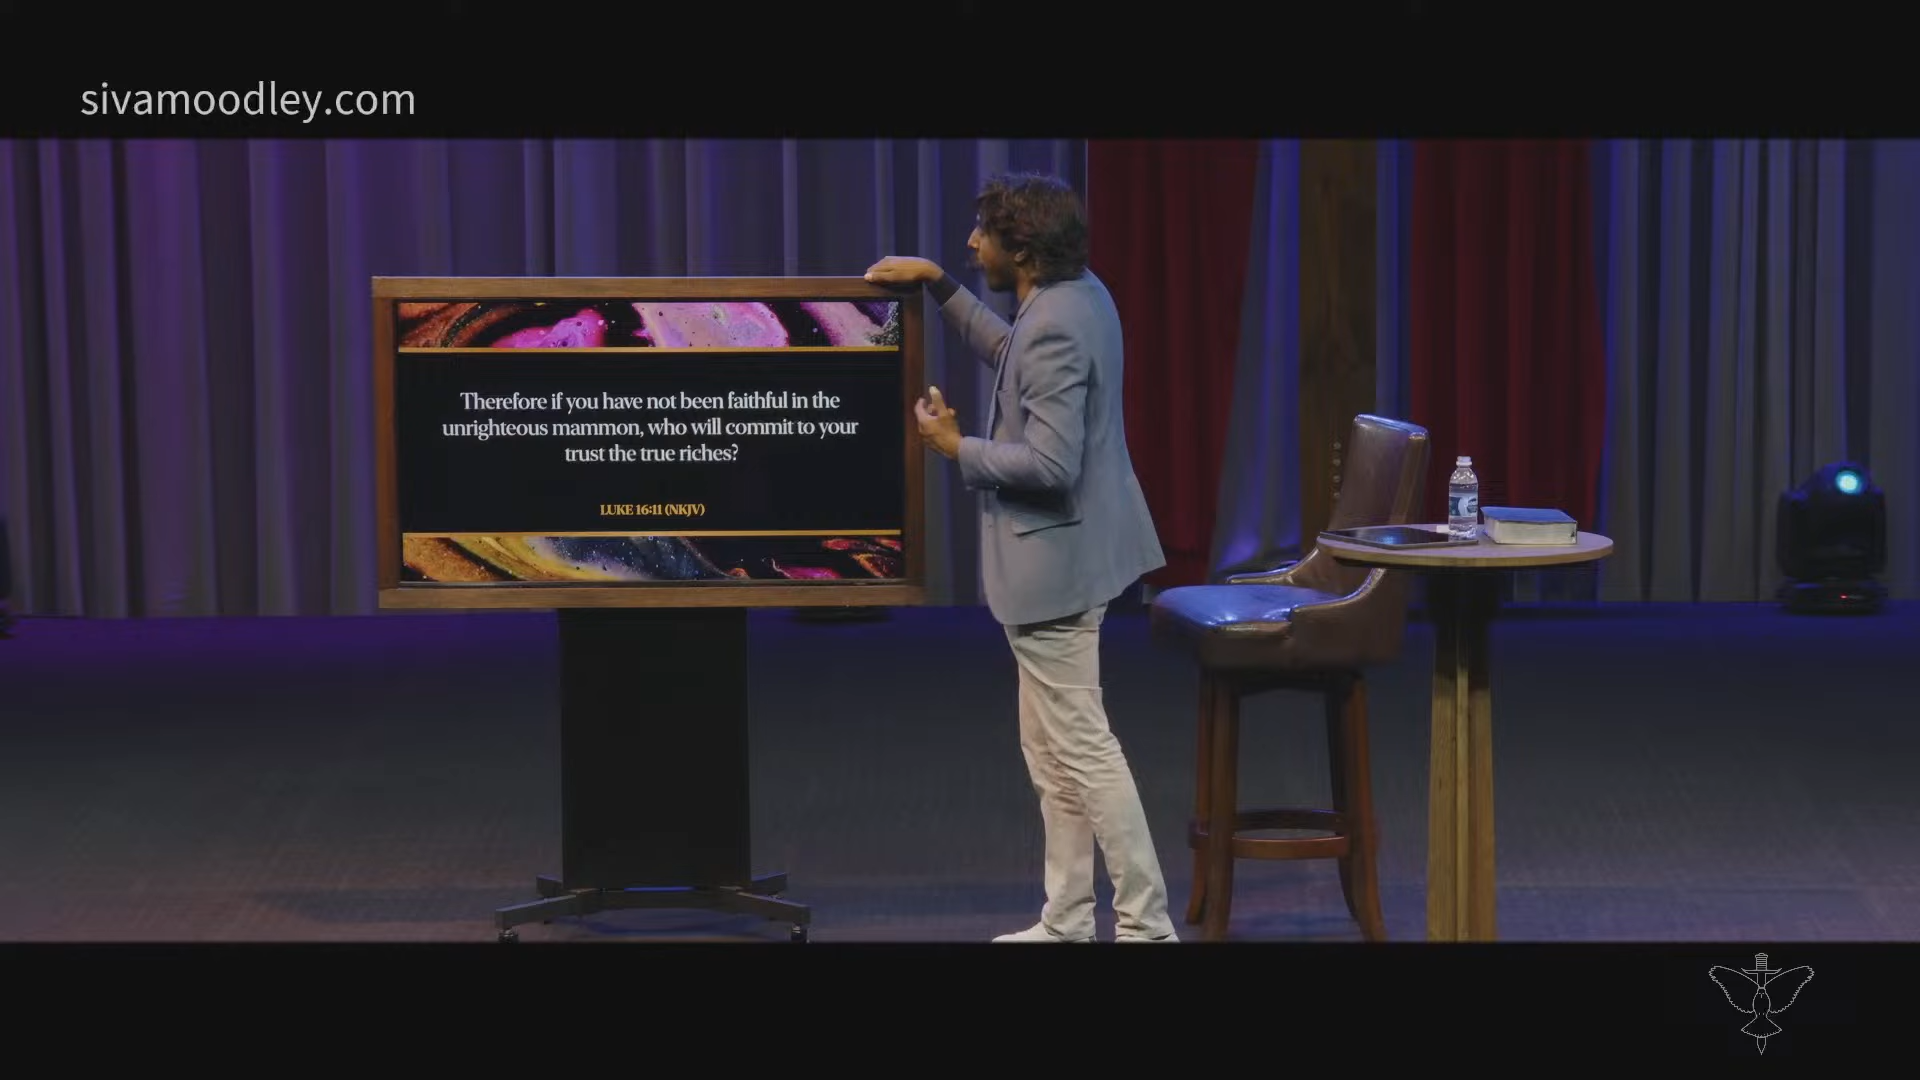 sivamoodley.com
Therefore if you have not been faithful in the
unrighteous mammon, who will commit to your
trust the true riches?
LUKE 16:11 (NKJV)